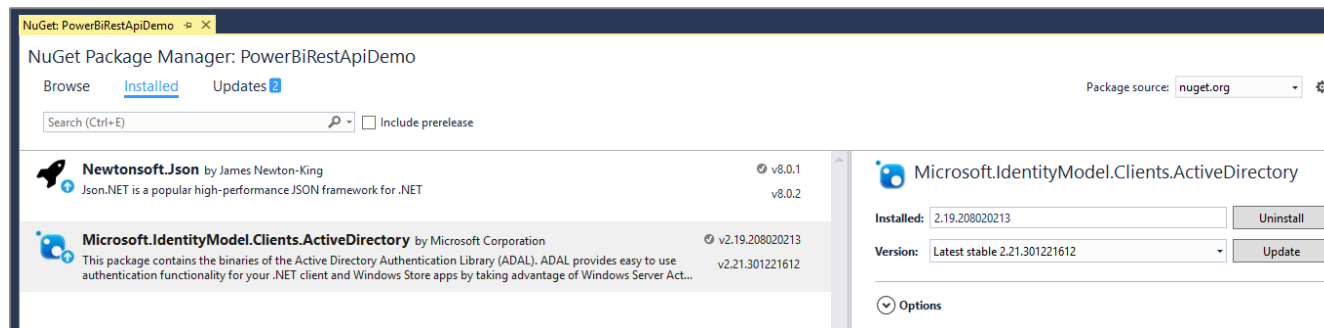 NuGet: PowerBiRestApiDemo
NuGet Package Manager: PowerBiRestApiDemo
Browse Installed Updates 2
Package source: nuget.org
Search (Ctrl+E) Include prerelease
Newtonsoft.Json by James Newton-King v8.0.1
Json.NET is a popular high-performance JSON framework for .NET v8.0.2
Microsoft.IdentityModel.Clients.ActiveDirectory by Microsoft Corporation v2.19.208020213
This package contains the binaries of the Active Directory Authentication Library (ADAL). ADAL provides easy to use v2.21.301221612
authentication functionality for your .NET client and Windows Store apps by taking advantage of Windows Server Act...
Microsoft.IdentityModel.Clients.ActiveDirectory
Installed: 2.19.208020213 Uninstall
Version: Latest stable 2.21.301221612 Update
Options